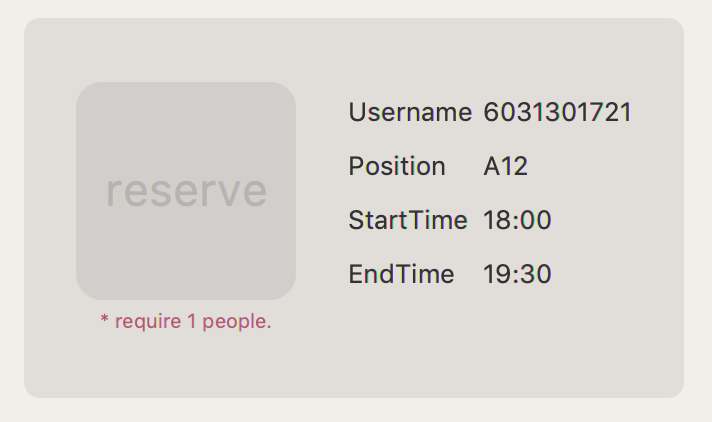 reserve
* require 1 people.
Username 6031301721
Position A12
StartTime 18:00
EndTime 19:30